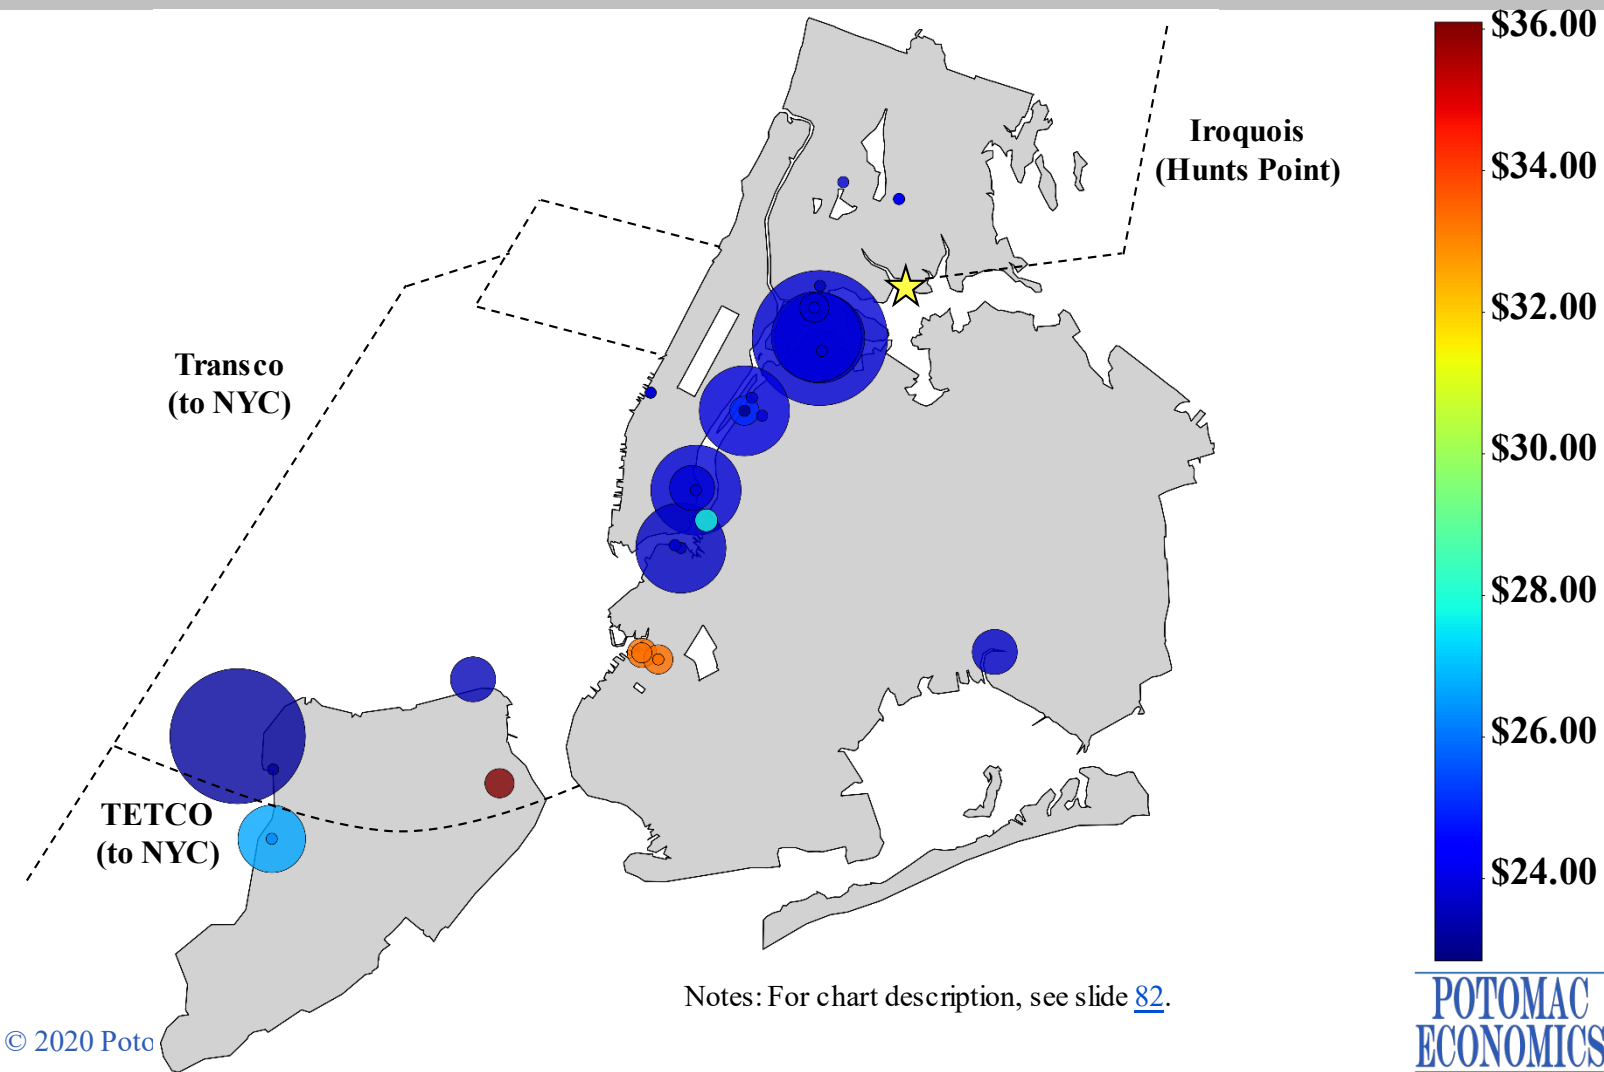 $36.00
Iroquois
(Hunts Point)
$34.00
$32.00
Transco
(to NYC)
$30.00
$28.00
$26.00
TETCO
(to NYC)
$24.00
Notes: For chart description, see slide 82.
© 2020 Poto
POTOMAC
ECONOMICS